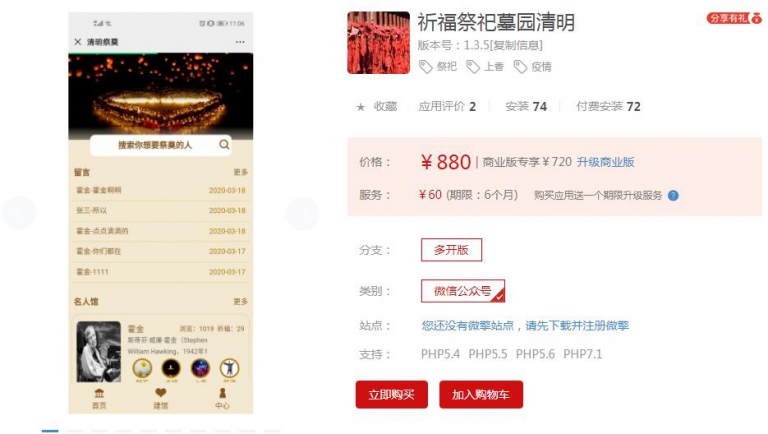 11:06
清明祭奠
搜索你想要祭奠的人
留言 更多
霍金-霍金啊啊 2020-03-18
张三-所以 2020-03-18
霍金-点点滴滴的 2020-03-18
霍金-你们都在 2020-03-17
霍金-1111 2020-03-17
名人馆 更多
霍金 浏览：1019 祈福：29
斯蒂芬·威廉·霍金（Stephen
William Hawking，1942年1
首页 建馆 中心
祈福祭祀墓园清明
分享有礼
版本号：1.3.5[复制信息]
祭祀 上香 疫情
★ 收藏 应用评价 2 安装 74 付费安装 72
价格： ￥880 | 商业版专享￥720 升级商业版
服务： ￥60 (期限：6个月) 购买应用送一个期限升级服务 ?
分支： 多开版
类别： 微信公众号
站点： 您还没有微擎站点，请先下载并注册微擎
支持： PHP5.4 PHP5.5 PHP5.6 PHP7.1
立即购买 加入购物车